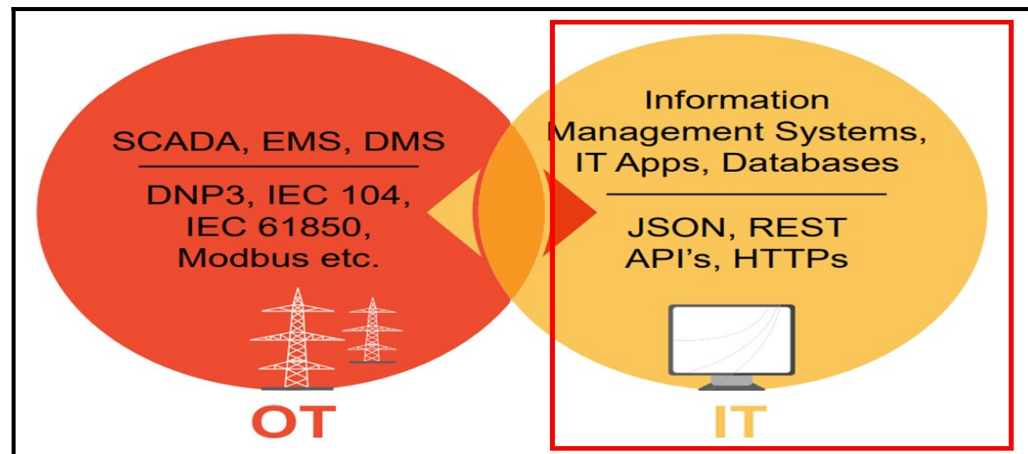 SCADA, EMS, DMS
DNP3, IEC 104,
IEC 61850,
Modbus etc.
OT
Information
Management Systems,
IT Apps, Databases
JSON, REST
API's, HTTPs
IT